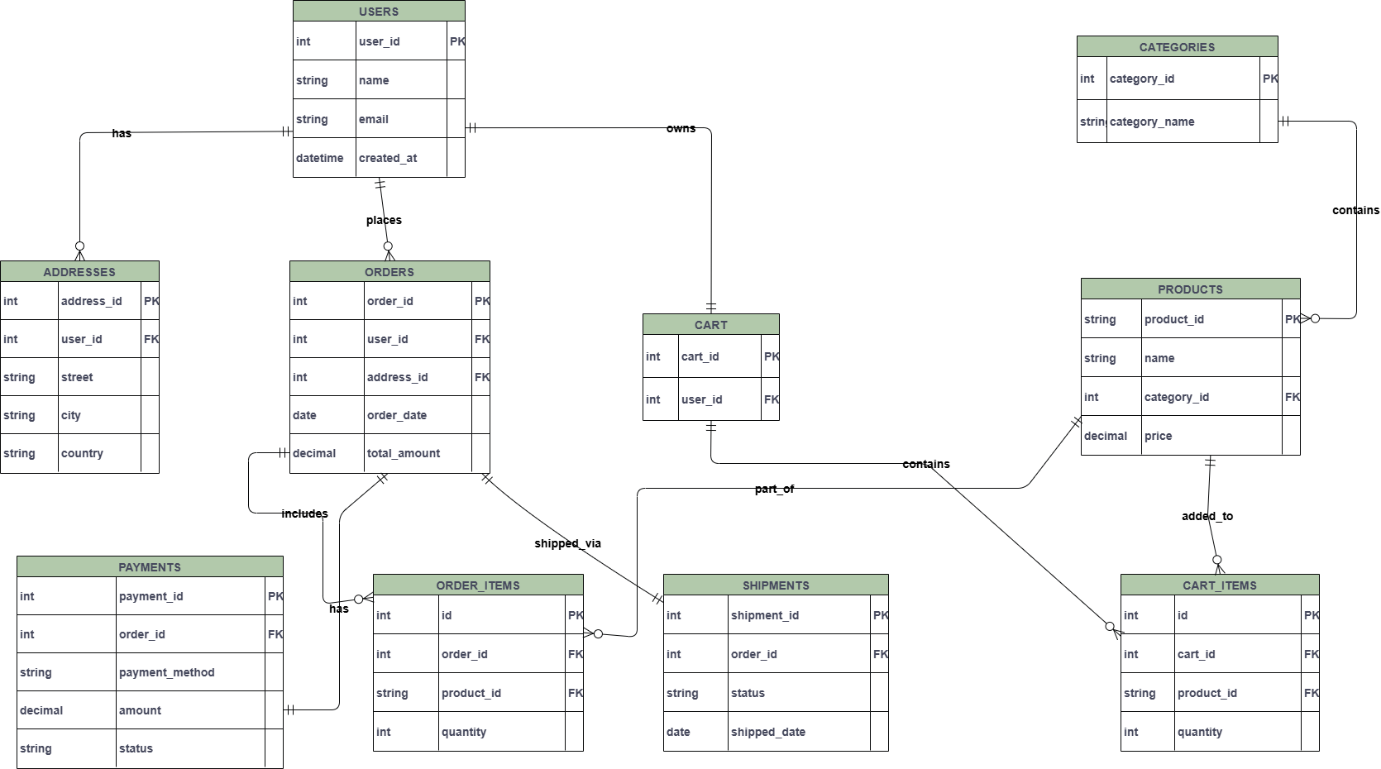 USERS
int user_id PK
string name
string email
datetime created_at
CATEGORIES
int category_id PK
string category_name
has
owns
places
contains
ADDRESSES
int address_id PK
int user_id FK
string street
string city
string country
ORDERS
int order_id PK
int user_id FK
int address_id FK
date order_date
decimal total_amount
CART
int cart_id PK
int user_id FK
PRODUCTS
string product_id PK
string name
int category_id FK
decimal price
contains
part_of
includes
shipped_via
added_to
has
PAYMENTS
int payment_id PK
int order_id FK
string payment_method
decimal amount
string status
ORDER_ITEMS
int id PK
int order_id FK
string product_id FK
int quantity
SHIPMENTS
int shipment_id PK
int order_id FK
string status
date shipped_date
CART_ITEMS
int id PK
int cart_id FK
string product_id FK
int quantity